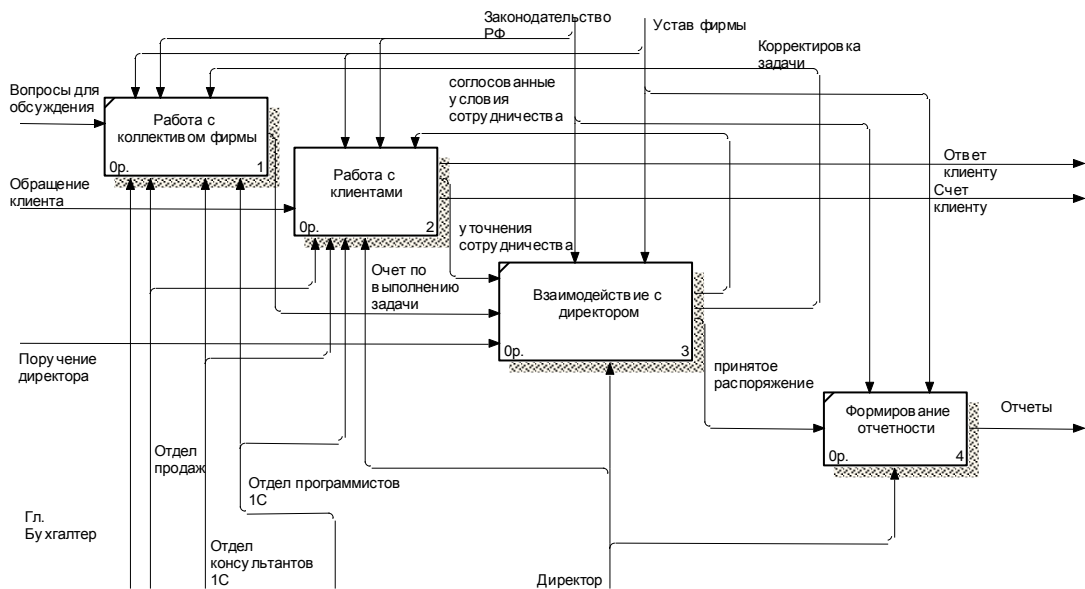 Законодательство
РФ
Устав фирмы
Корректировка
задачи
Вопросы для
обсуждения
согласованные
условия
сотрудничества
Работа с
коллективом фирмы
0р.
1
Ответ
клиенту
Обращение
клиента
Работа с
клиентами
0р.
2
Счет
клиенту
уточнения
сотрудничества
Очет по
выполнению
задачи
Взаимодействие с
директором
0р.
3
Поручение
директора
принятое
распоряжение
Формирование
отчетности
0р.
4
Отчеты
Отдел
продаж
Отдел программистов
1С
Гл.
Бухгалтер
Отдел
консультантов
1С
Директор